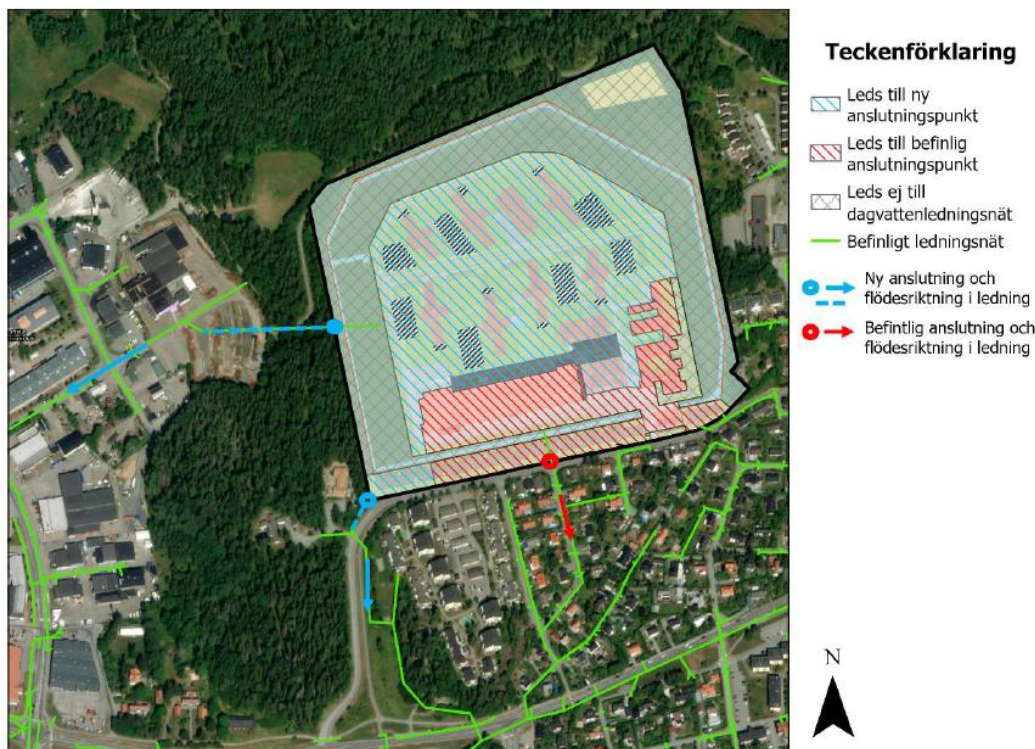 Teckenförklaring
Leds till ny
anslutningspunkt
Leds till befinlig
anslutningspunkt
Leds ej till
dagvattenledningsnät
Befinligt ledningsnät
Ny anslutning och
flödesriktning i ledning
Befintlig anslutning och
flödesriktning i ledning
N